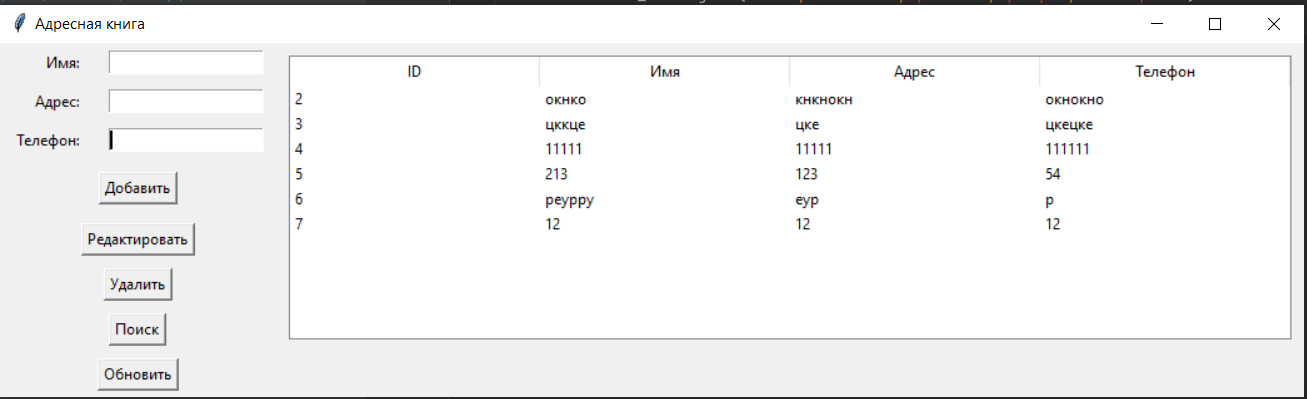 Адресная книга
Имя:
Адрес:
Телефон:
Добавить
Редактировать
Удалить
Поиск
Обновить
ID Имя Адрес Телефон
2 окнко кнкнокн окнокно
3 цккце цке цкецке
4 11111 11111 111111
5 213 123 54
6 реурру еур р
7 12 12 12